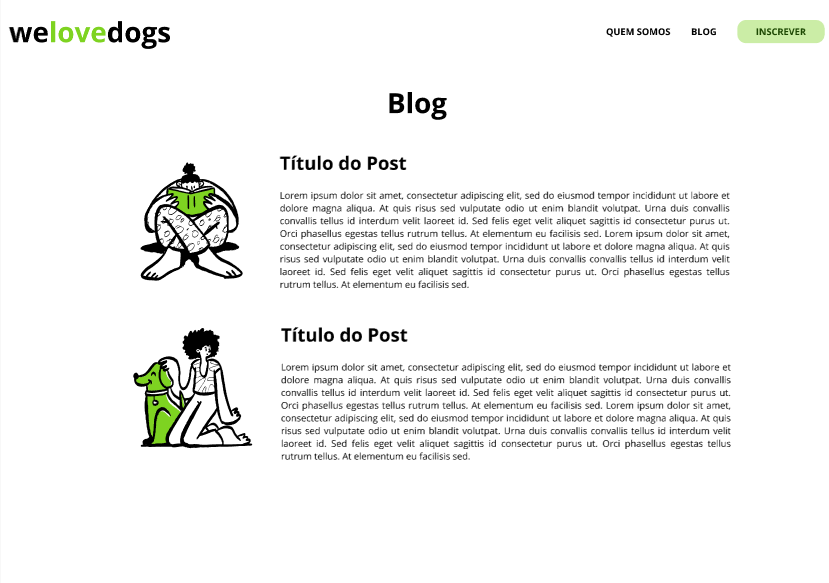 welovedogs
QUEM SOMOS BLOG INSCREVER
Blog
Título do Post
Lorem ipsum dolor sit amet, consectetur adipiscing elit, sed do eiusmod tempor incididunt ut labore et
dolore magna aliqua. At quis risus sed vulputate odio ut enim blandit volutpat. Urna duis convallis
convallis tellus id interdum velit laoreet id. Sed felis eget velit aliquet sagittis id consectetur purus ut.
Orci phasellus egestas tellus rutrum tellus. At elementum eu facilisis sed. Lorem ipsum dolor sit amet,
consectetur adipiscing elit, sed do eiusmod tempor incididunt ut labore et dolore magna aliqua. At quis
risus sed vulputate odio ut enim blandit volutpat. Urna duis convallis convallis tellus id interdum velit
laoreet id. Sed felis eget velit aliquet sagittis id consectetur purus ut. Orci phasellus egestas tellus
rutrum tellus. At elementum eu facilisis sed.
Título do Post
Lorem ipsum dolor sit amet, consectetur adipiscing elit, sed do eiusmod tempor incididunt ut labore et
dolore magna aliqua. At quis risus sed vulputate odio ut enim blandit volutpat. Urna duis convallis
convallis tellus id interdum velit laoreet id. Sed felis eget velit aliquet sagittis id consectetur purus ut.
Orci phasellus egestas tellus rutrum tellus. At elementum eu facilisis sed. Lorem ipsum dolor sit amet,
consectetur adipiscing elit, sed do eiusmod tempor incididunt ut labore et dolore magna aliqua. At quis
risus sed vulputate odio ut enim blandit volutpat. Urna duis convallis convallis tellus id interdum velit
laoreet id. Sed felis eget velit aliquet sagittis id consectetur purus ut. Orci phasellus egestas tellus
rutrum tellus. At elementum eu facilisis sed.